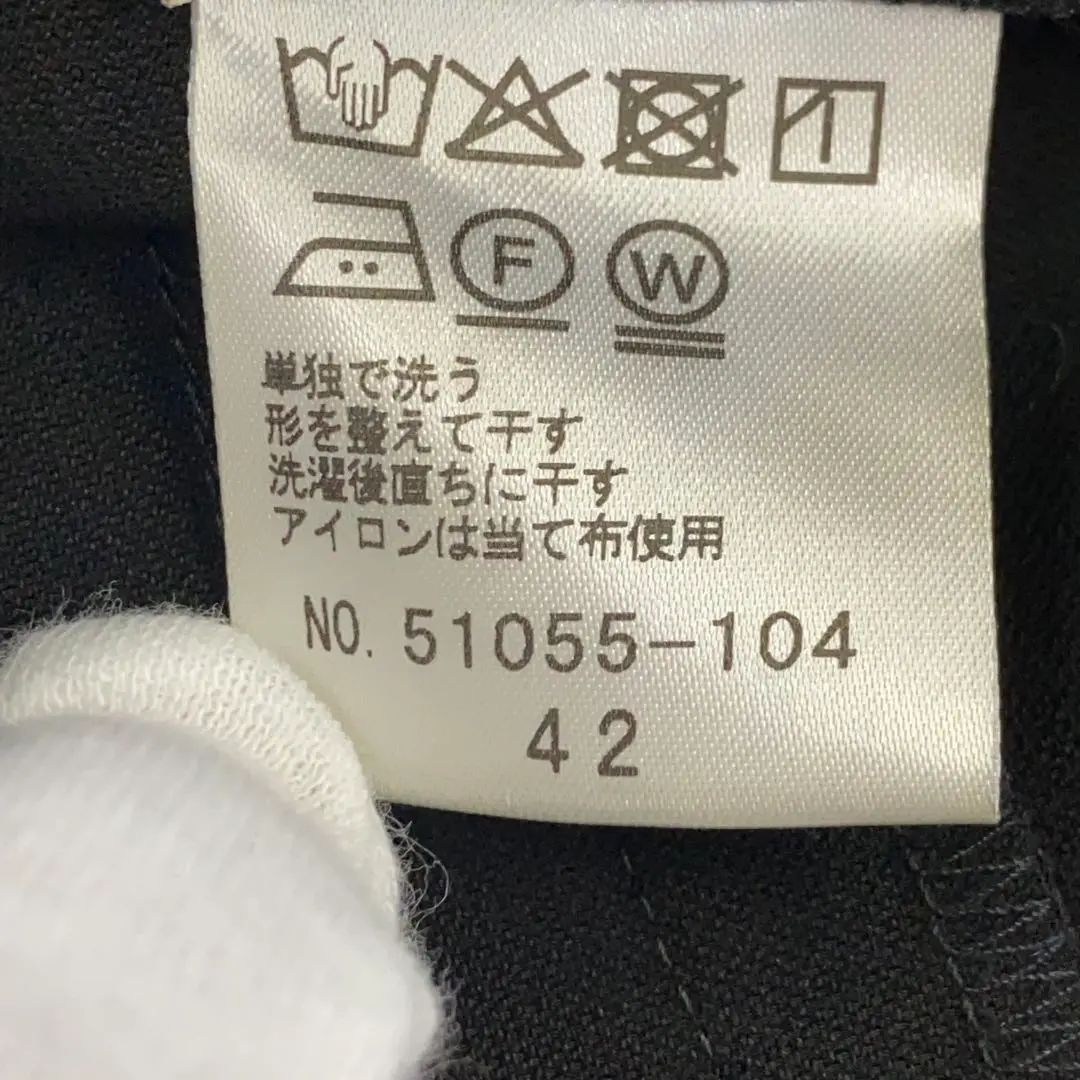 F W
単独で洗う
形を整えて干す
洗濯後直ちに干す
アイロンは当て布使用
NO. 51055-104
42